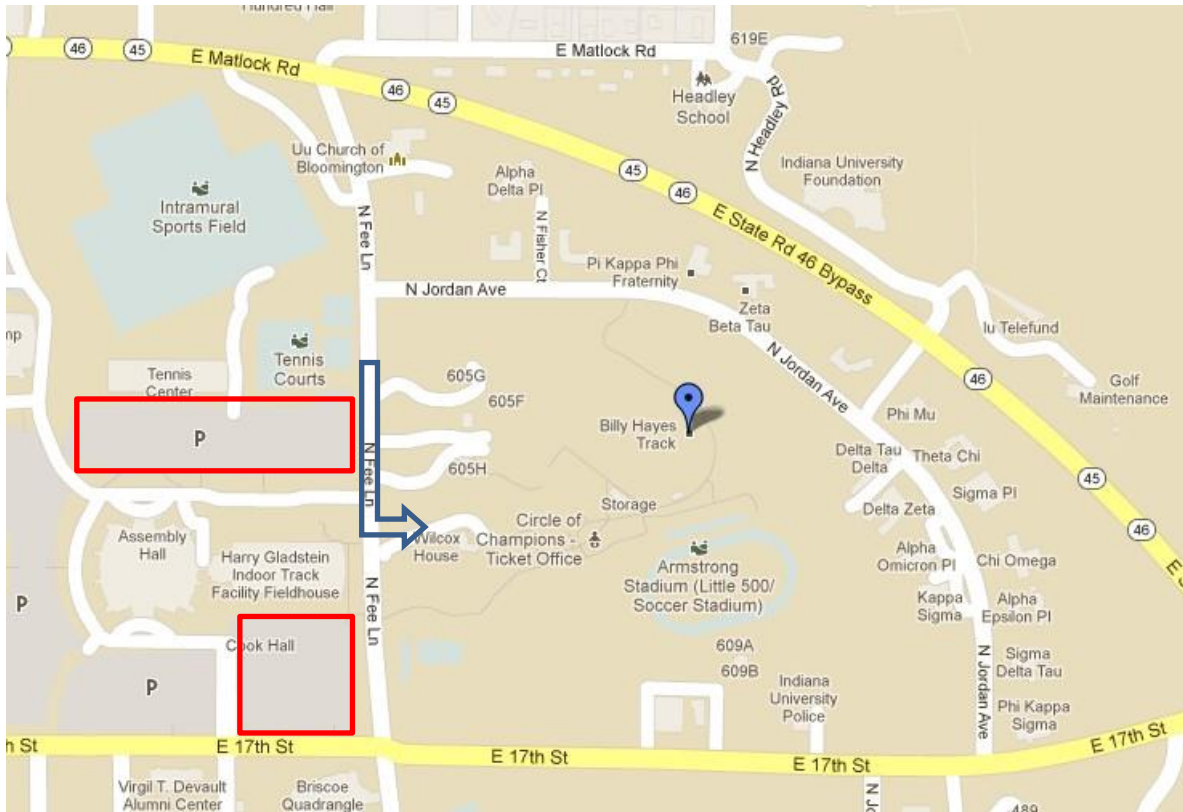 Hundred Hall
46
45
E Matlock Rd
E Matlock Rd
619E
46
45
Headley
School
N Headley Rd
Uu Church of
Bloomington
Alpha
Delta PI
45
46
Indiana University
Foundation
Intramural
Sports Field
N Fee Ln
N Fisher Ct
E State Rd 46 Bypass
Pi Kappa Phi
Fraternity
N Jordan Ave
Zeta
Beta Tau
Iu Telefund
mp
Tennis
Courts
N Jordan Ave
46
Tennis
Center
605G
605F
Golf
Maintenance
P
N Fee Ln
Billy Hayes
Track
Phi Mu
Delta Tau
Delta
Theta Chi
605H
45
Storage
Sigma PI
Delta Zeta
Assembly
Hall
Wilcox
House
Circle of
Champions -
Ticket Office
46
Harry Gladstein
Indoor Track
Facility Fieldhouse
Armstrong
Stadium (Little 500/
Soccer Stadium)
Alpha
Omicron PI
Chi Omega
E S
P
N Fee Ln
Kappa
Sigma
Alpha
Epsilon PI
Cook Hall
609A
609B
N Jordan Ave
Sigma
Delta Tau
P
Indiana
University
Police
Phi Kappa
Sigma
h St
E 17th St
E 17th St
E 17th St
E 17th St
Virgil T. Devault
Alumni Center
Briscoe
Quadrangle
N Jo
489